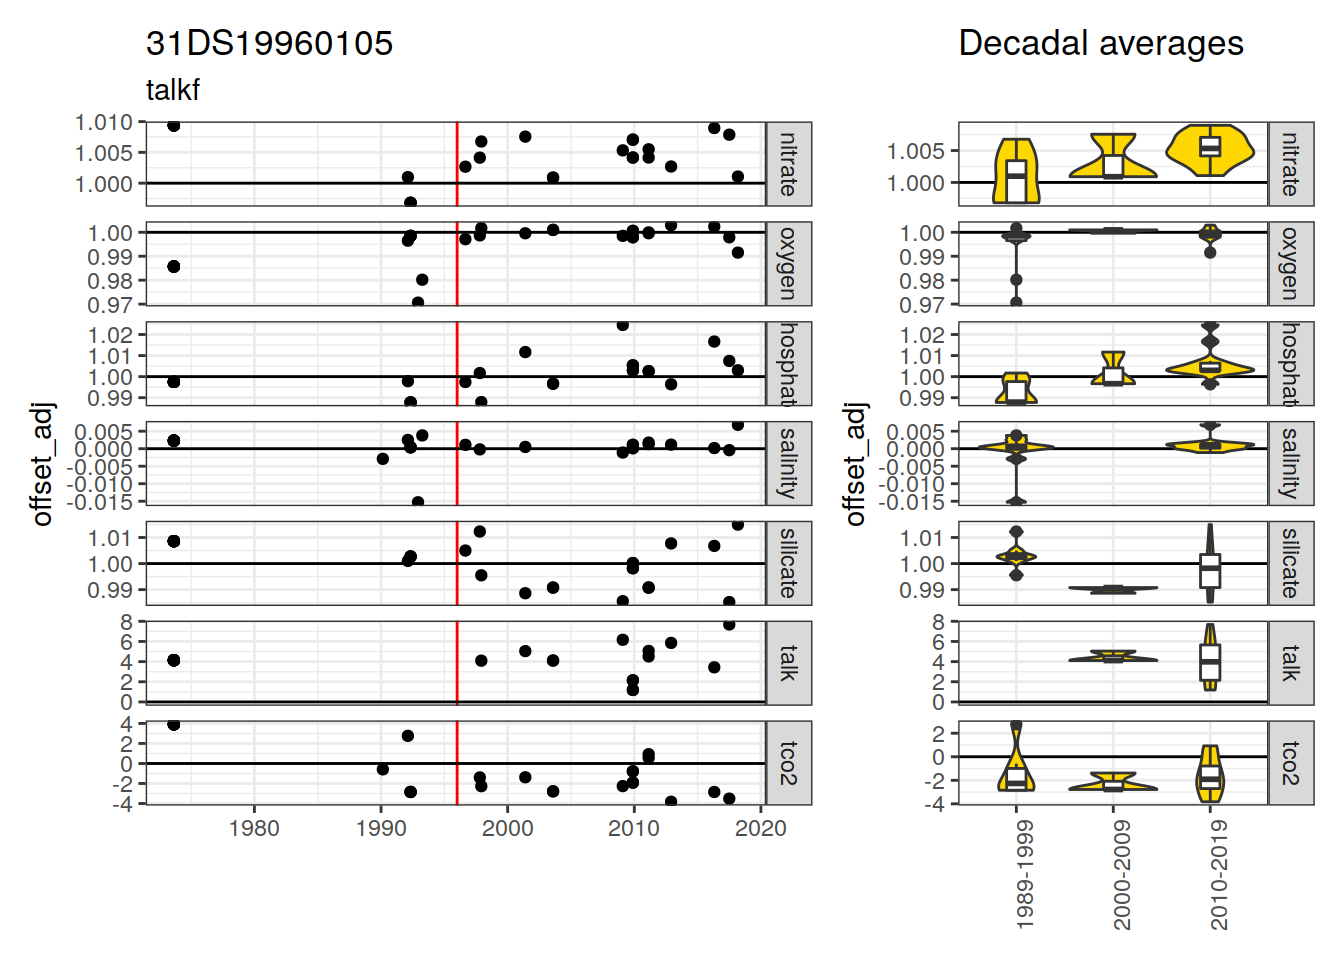 31DS19960105
talkf
offset_adj
1.010
1.005
1.000
nitrate
1.00
0.99
0.98
0.97
oxygen
1.02
1.01
1.00
0.99
hosphat
0.005
0.000
-0.005
-0.010
-0.015
salinity
1.01
1.00
0.99
silicate
8
6
4
2
0
talk
4
2
0
-2
-4
tco2
1980 1990 2000 2010 2020
Decadal averages
offset_adj
1.005
1.000
nitrate
1.00
0.99
0.98
0.97
oxygen
1.02
1.01
1.00
0.99
hosphat
0.005
0.000
-0.005
-0.010
-0.015
salinity
1.01
1.00
0.99
silicate
8
6
4
2
0
talk
2
0
-2
-4
tco2
1989-1999
2000-2009
2010-2019